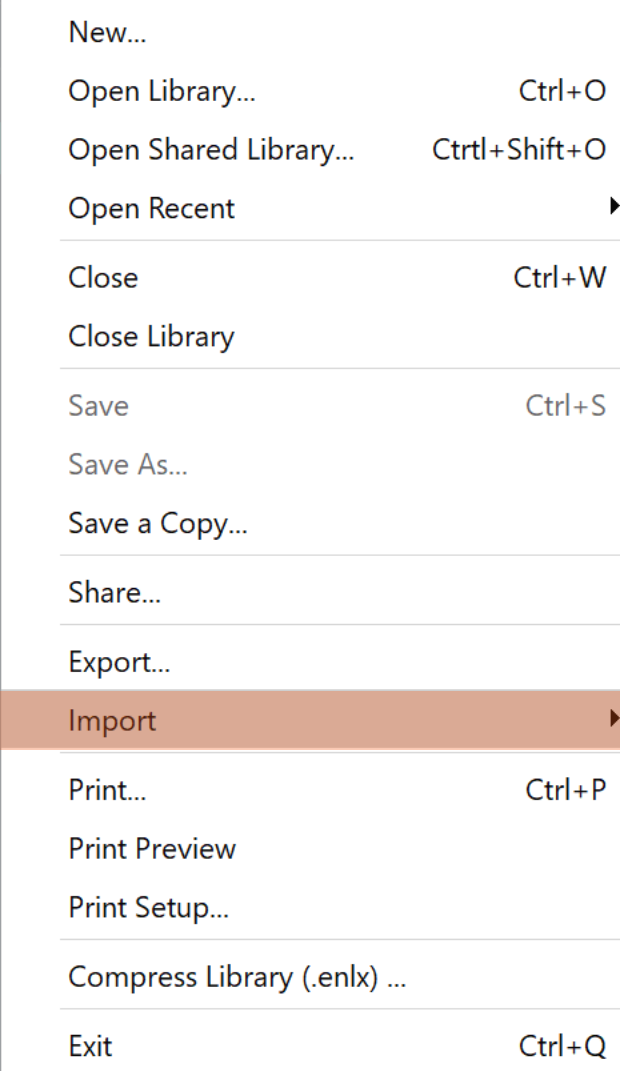 New...
Open Library... Ctrl+O
Open Shared Library... Ctrtl+Shift+O
Open Recent
Close Ctrl+W
Close Library
Save Ctrl+S
Save As...
Save a Copy...
Share...
Export...
Import
Print... Ctrl+P
Print Preview
Print Setup...
Compress Library (.enlx) ...
Exit Ctrl+Q